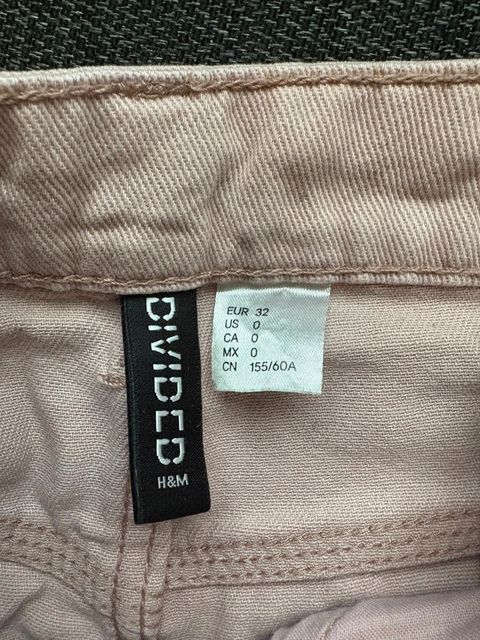 DIVIDED
H&M
EUR 32
US 0
CA 0
MX 0
CN 155/60A